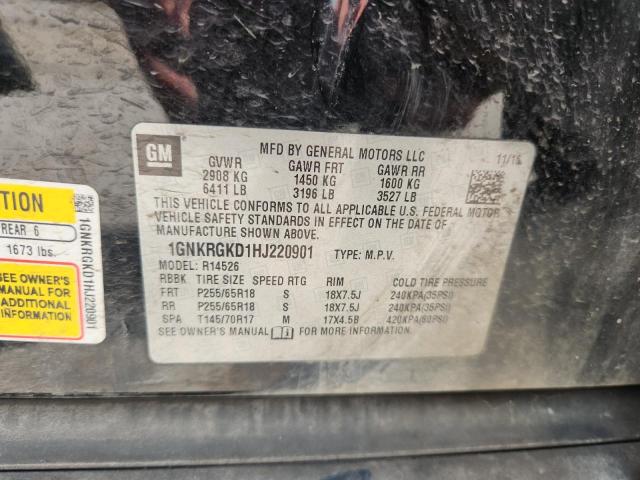 GM
MFD BY GENERAL MOTORS LLC
11/16
GVWR GAWR FRT GAWR RR
2908 KG 1450 KG 1600 KG
6411 LB 3196 LB 3527 LB
THIS VEHICLE CONFORMS TO ALL APPLICABLE U.S. FEDERAL MOTOR
VEHICLE SAFETY STANDARDS IN EFFECT ON THE DATE OF
MANUFACTURE SHOWN ABOVE.
1GNKRGKD1HJ220901 TYPE: M.P.V.
MODEL: R14526
RBBK TIRE SIZE SPEED RTG RIM COLD TIRE PRESSURE
FRT P255/65R18 S 18X7.5J 240KPA(35PSI)
RR P255/65R18 S 18X7.5J 240KPA(35PSI)
SPA T145/70R17 M 17X4.5B 420KPA(60PSI)
SEE OWNER'S MANUAL FOR MORE INFORMATION.
TION
REAR 6
1673 lbs.
SEE OWNER'S
MANUAL FOR
ADDITIONAL
INFORMATION
1GNKRGKD1HJ220901